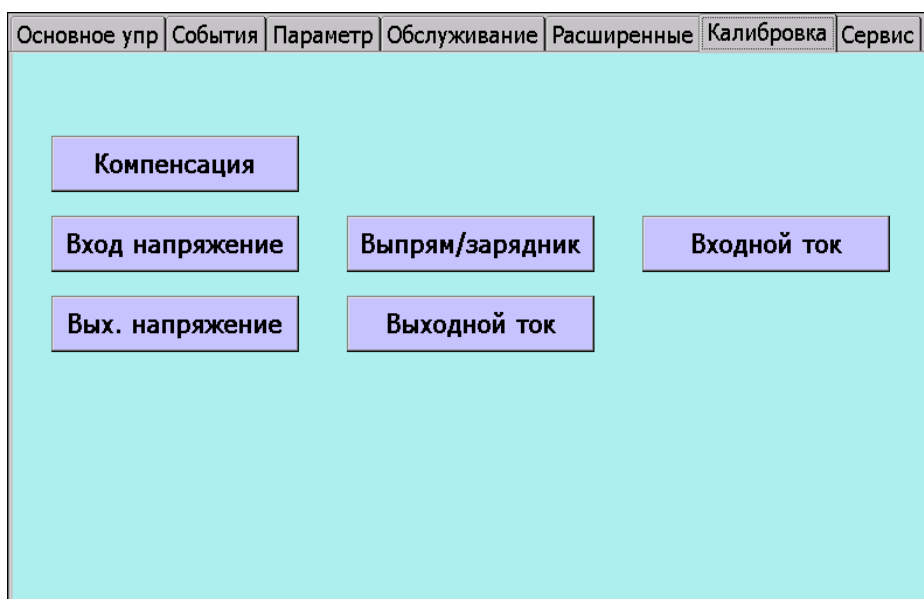 Основное упр События Параметр Обслуживание Расширенные Калибровка Сервис
Компенсация
Вход напряжение Выпрям/зарядник Входной ток
Вых. напряжение Выходной ток